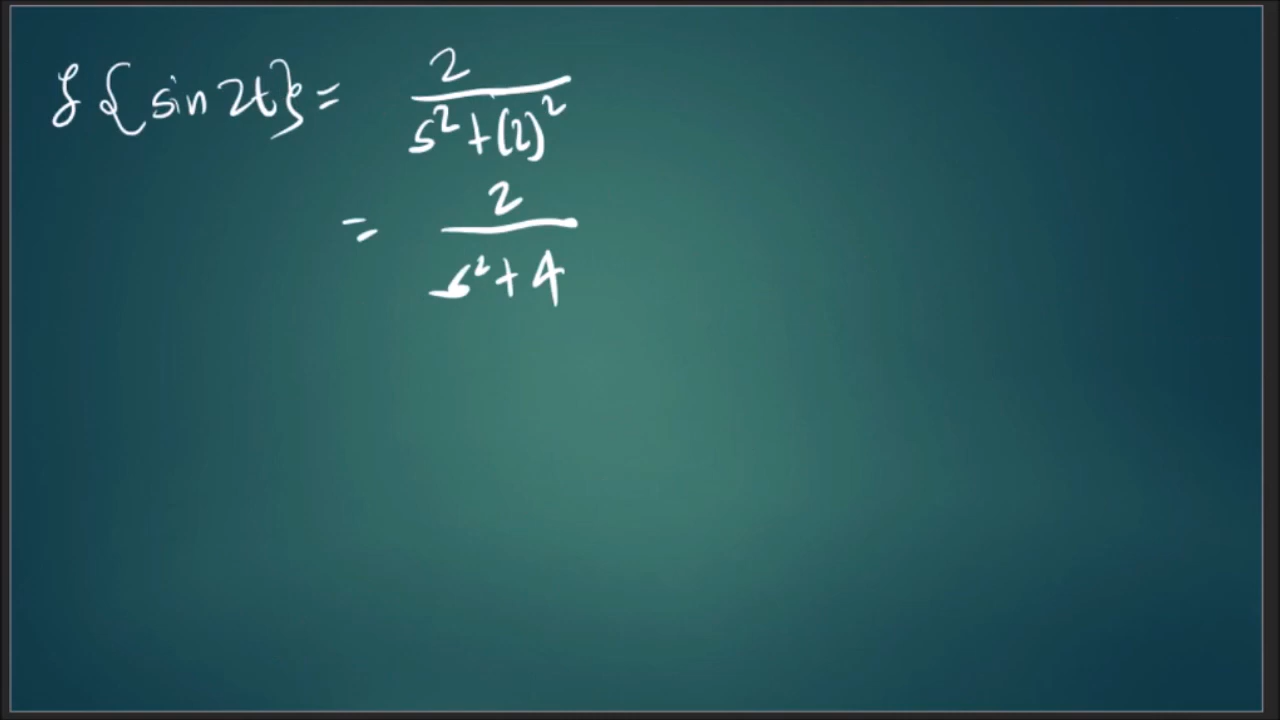 ℒ{sin 2t} = 2/(s² + (2)²)
= 2/(s² + 4)